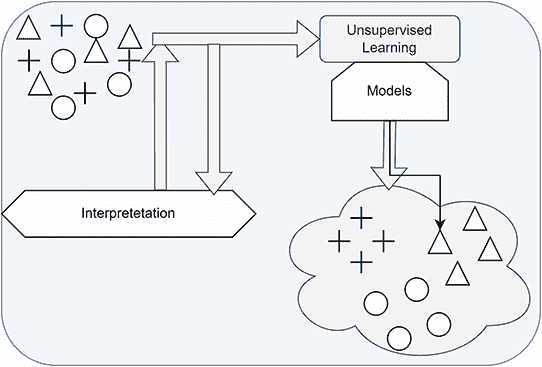 Unsupervised
Learning
Models
Interpretetation